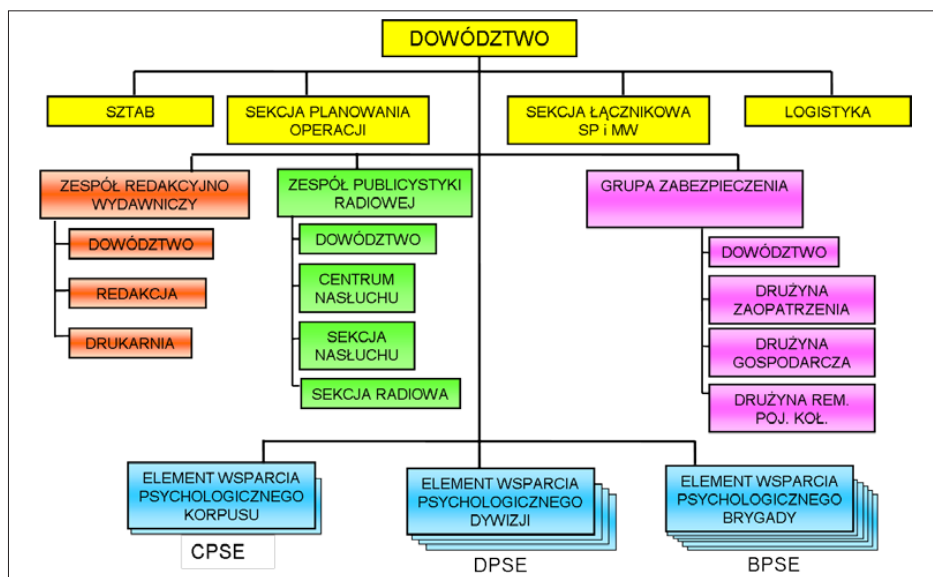 DOWÓDZTWO
SZTAB
SEKCJA PLANOWANIA
OPERACJI
SEKCJA ŁĄCZNIKOWA
SP i MW
LOGISTYKA
ZESPÓŁ REDAKCYJNO
WYDAWNICZY
DOWÓDZTWO
REDAKCJA
DRUKARNIA
ZESPÓŁ PUBLICYSTYKI
RADIOWEJ
DOWÓDZTWO
CENTRUM
NASŁUCHU
SEKCJA
NASŁUCHU
SEKCJA RADIOWA
GRUPA ZABEZPIECZENIA
DOWÓDZTWO
DRUŻYNA
ZAOPATRZENIA
DRUŻYNA
GOSPODARCZA
DRUŻYNA REM.
POJ. KOŁ.
ELEMENT WSPARCIA
PSYCHOLOGICZNEGO
KORPUSU
CPSE
ELEMENT WSPARCIA
PSYCHOLOGICZNEGO
DYWIZJI
DPSE
ELEMENT WSPARCIA
PSYCHOLOGICZNEGO
BRYGADY
BPSE